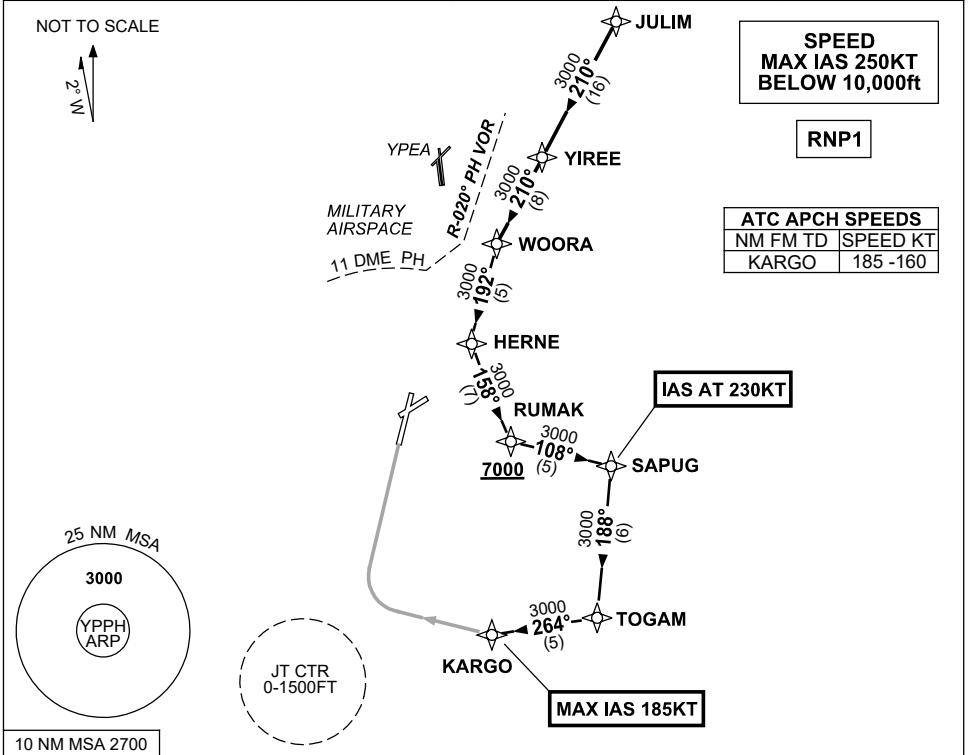 NOT TO SCALE
2° W
JULIM
3000
210°
(16)
SPEED
MAX IAS 250KT
BELOW 10,000ft
RNP1
YPEA
R-020° PH VOR
YIREE
3000
210°
(8)
MILITARY
AIRSPACE
11 DME PH
WOORA
ATC APCH SPEEDS
NM FM TD SPEED KT
KARGO 185 -160
3000
192°
(5)
HERNE
3000
158°
(7)
RUMAK
7000
3000
108°
(5)
IAS AT 230KT
SAPUG
3000
188°
(6)
TOGAM
3000
264°
(5)
KARGO
MAX IAS 185KT
25 NM MSA
3000
YPPH
ARP
JT CTR
0-1500FT
10 NM MSA 2700